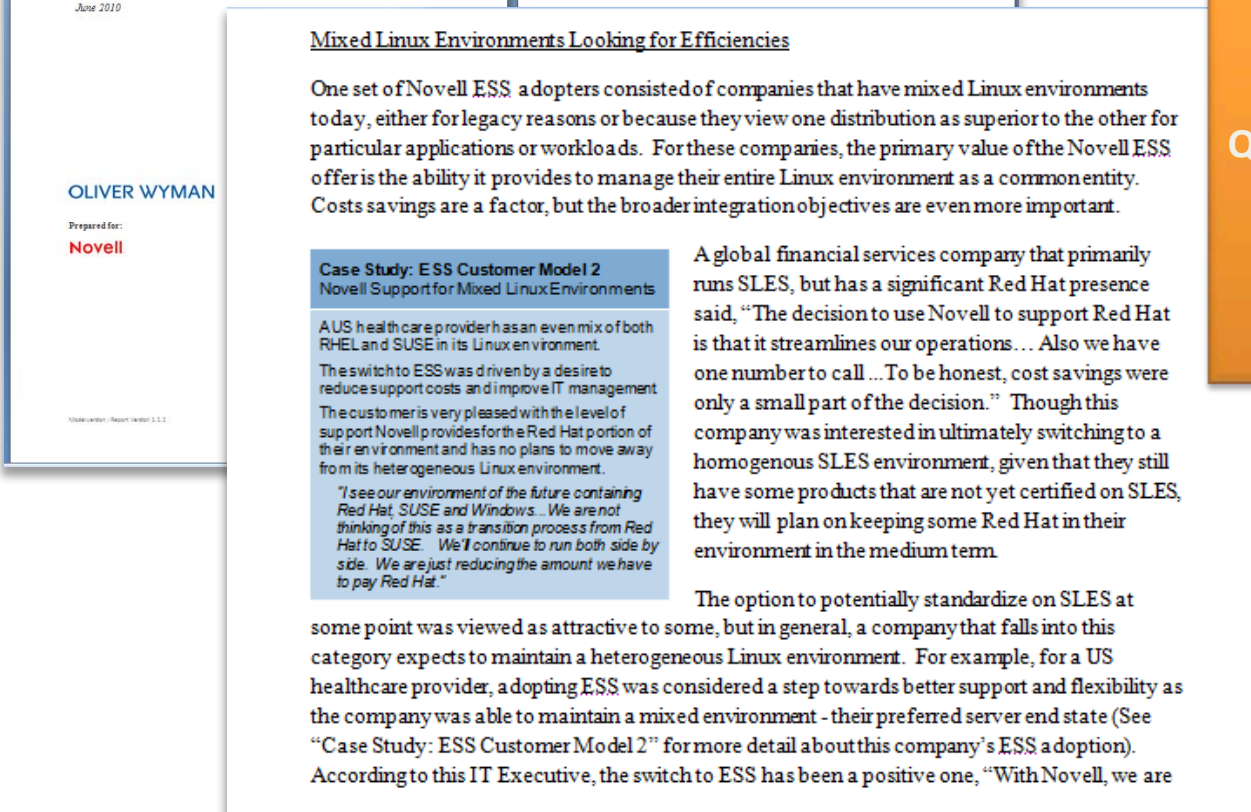 June 2010
OLIVER WYMAN
Prepared for:
Novell
Model version / Report Version 1.1.1
Mixed Linux Environments Looking for Efficiencies
One set of Novell ESS adopters consisted of companies that have mixed Linux environments
today, either for legacy reasons or because they view one distribution as superior to the other for
particular applications or workloads. For these companies, the primary value of the Novell ESS
offer is the ability it provides to manage their entire Linux environment as a common entity.
Costs savings are a factor, but the broader integration objectives are even more important.
Case Study: ESS Customer Model 2
Novell Support for Mixed Linux Environments
A US health care provider has an even mix of both
RHEL and SUSE in its Linux environment.
The switch to ESS was driven by a desire to
reduce support costs and improve IT management
The customer is very pleased with the level of
support Novell provides for the Red Hat portion of
their environment and has no plans to move away
from its heterogeneous Linux environment.
"I see our environment of the future containing
Red Hat, SUSE and Windows...We are not
thinking of this as a transition process from Red
Hat to SUSE. We'll continue to run both side by
side. We are just reducing the amount we have
to pay Red Hat."
A global financial services company that primarily
runs SLES, but has a significant Red Hat presence
said, “The decision to use Novell to support Red Hat
is that it streamlines our operations… Also we have
one number to call ...To be honest, cost savings were
only a small part of the decision.” Though this
company was interested in ultimately switching to a
homogenous SLES environment, given that they still
have some products that are not yet certified on SLES,
they will plan on keeping some Red Hat in their
environment in the medium term.
The option to potentially standardize on SLES at
some point was viewed as attractive to some, but in general, a company that falls into this
category expects to maintain a heterogeneous Linux environment. For example, for a US
healthcare provider, adopting ESS was considered a step towards better support and flexibility as
the company was able to maintain a mixed environment - their preferred server end state (See
“Case Study: ESS Customer Model 2” for more detail about this company’s ESS adoption).
According to this IT Executive, the switch to ESS has been a positive one, “With Novell, we are